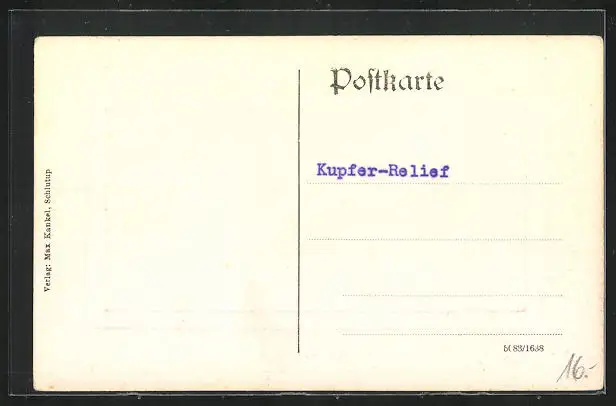 Postkarte
Kupfer-Relief
Verlag: Max Kankel, Schlutup
83/1638
16.-